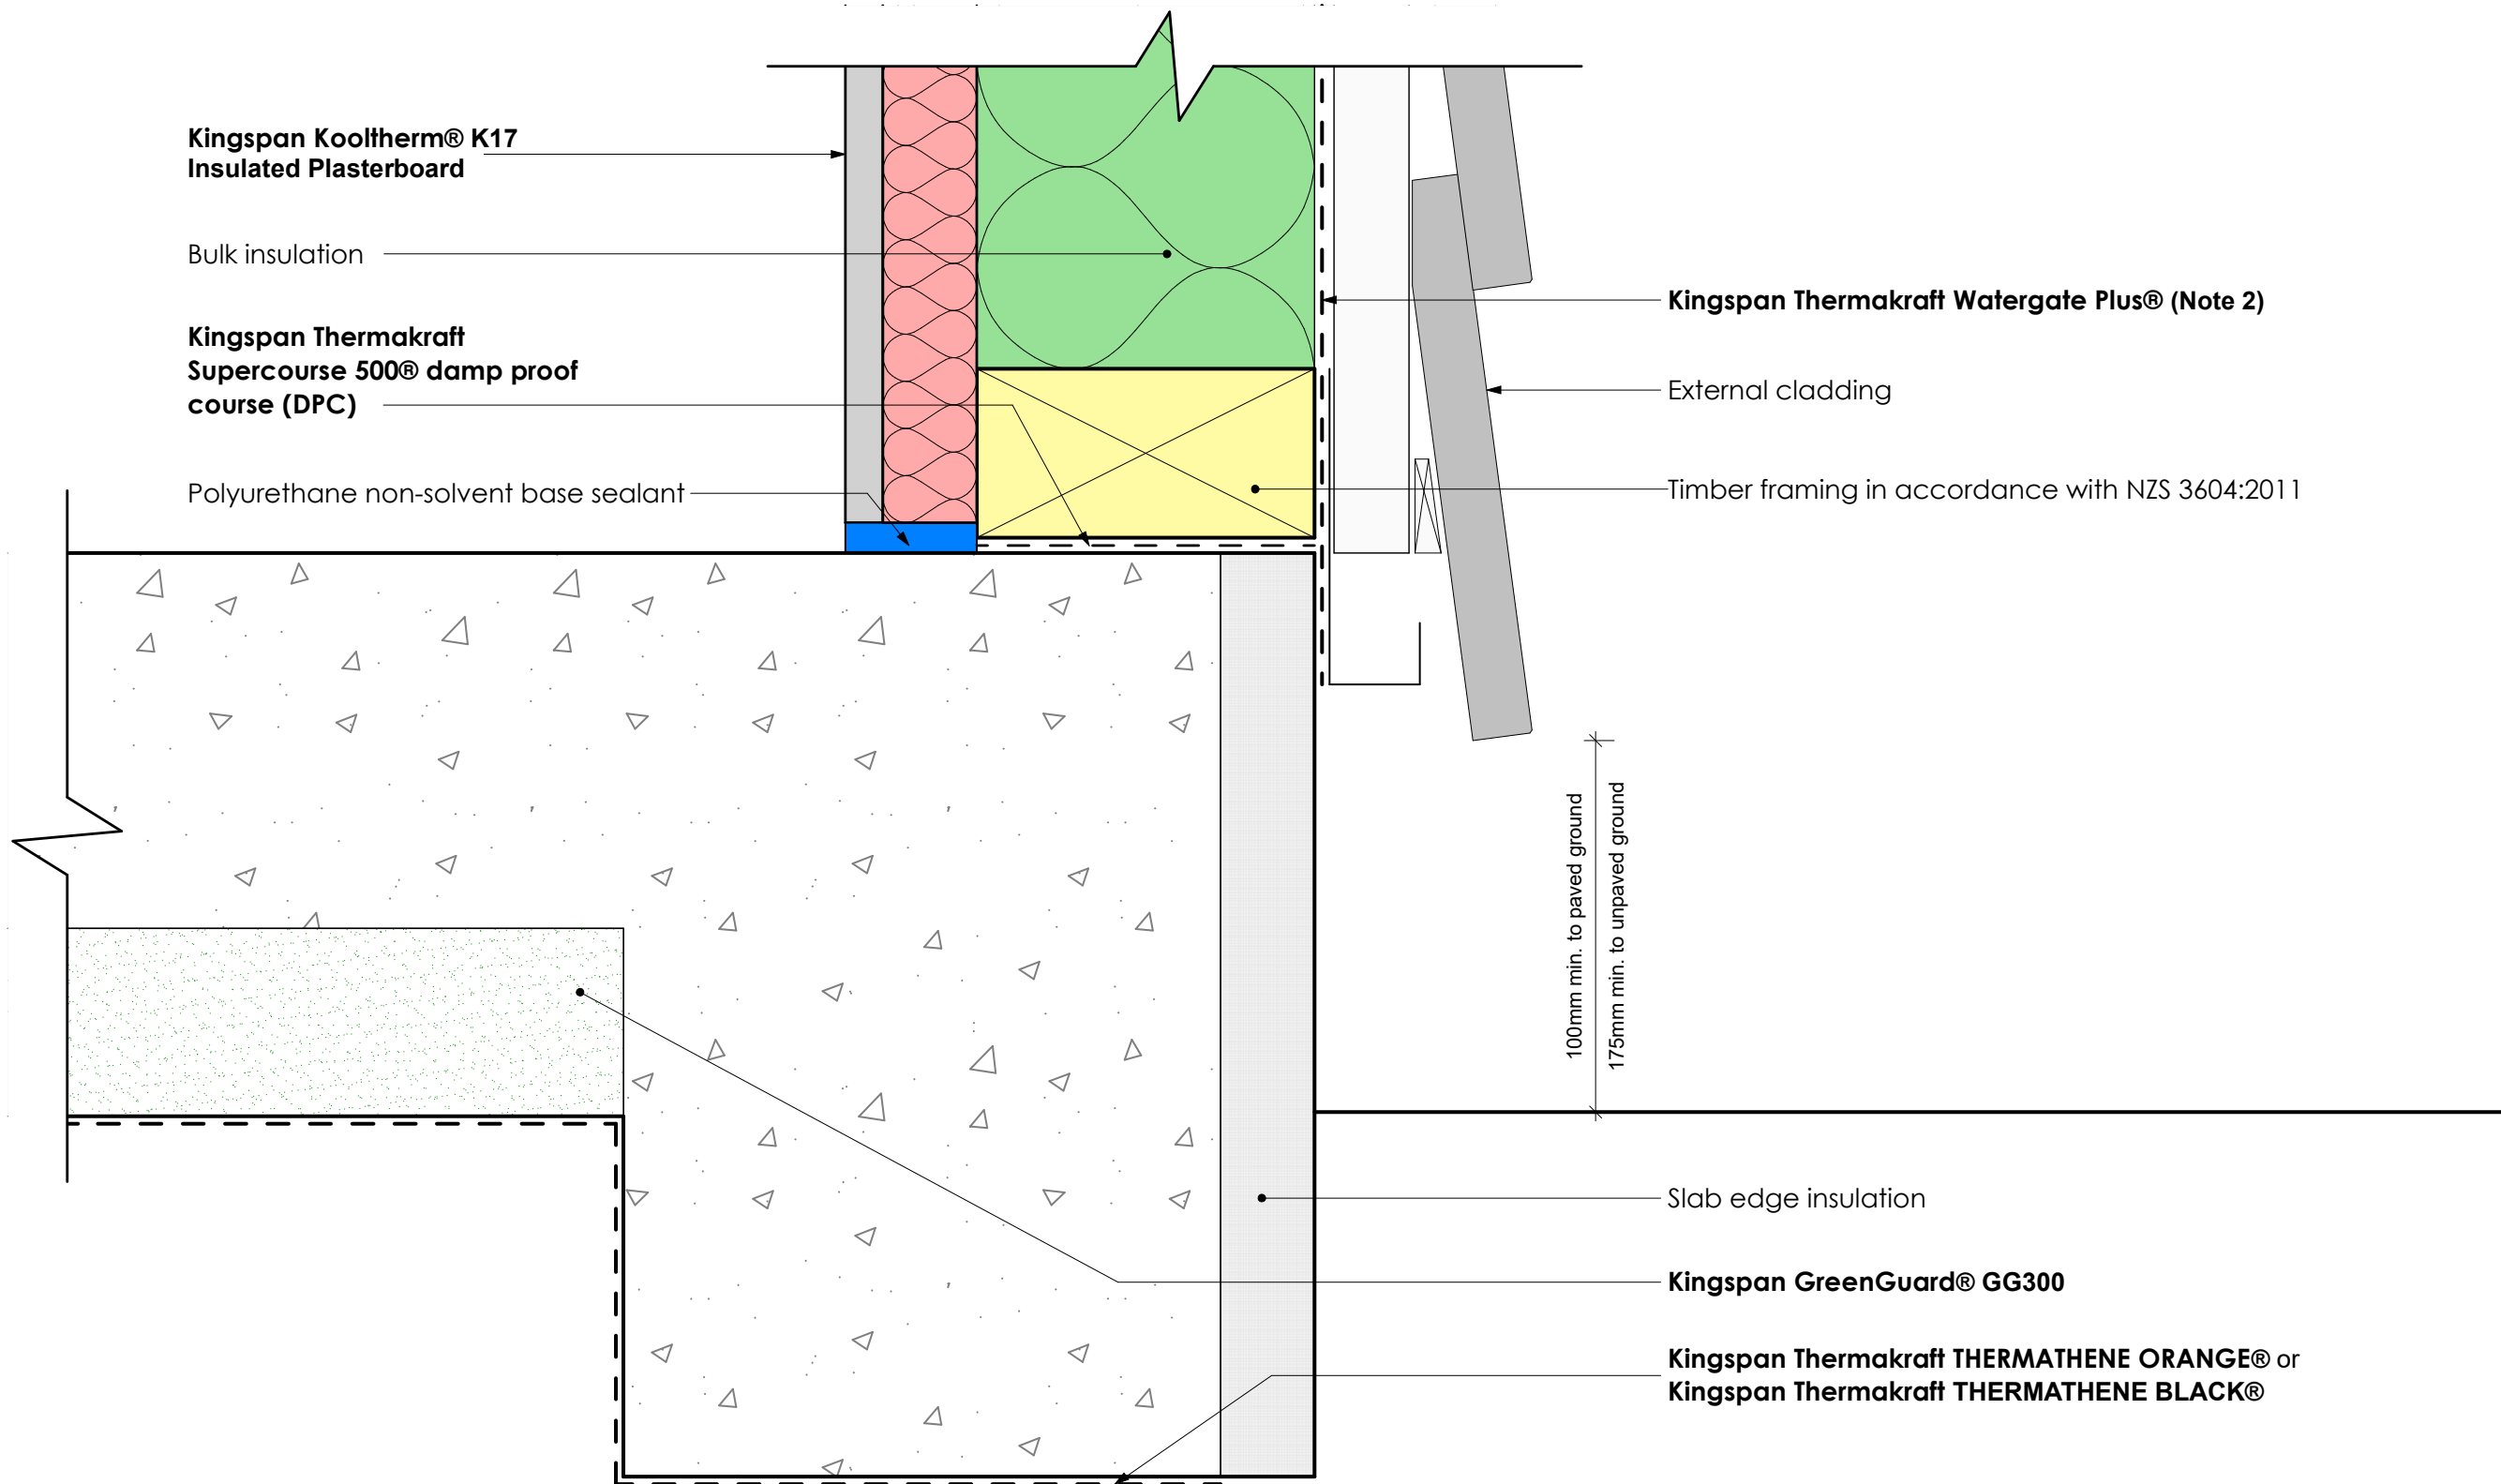 Kingspan Kooltherm® K17
Insulated Plasterboard
Bulk insulation
Kingspan Thermakraft
Supercourse 500® damp proof
course (DPC)
Polyurethane non-solvent base sealant
Kingspan Thermakraft Watergate Plus® (Note 2)
External cladding
Timber framing in accordance with NZS 3604:2011
100mm min. to paved ground
175mm min. to unpaved ground
Slab edge insulation
Kingspan GreenGuard® GG300
Kingspan Thermakraft THERMATHENE ORANGE® or
Kingspan Thermakraft THERMATHENE BLACK®